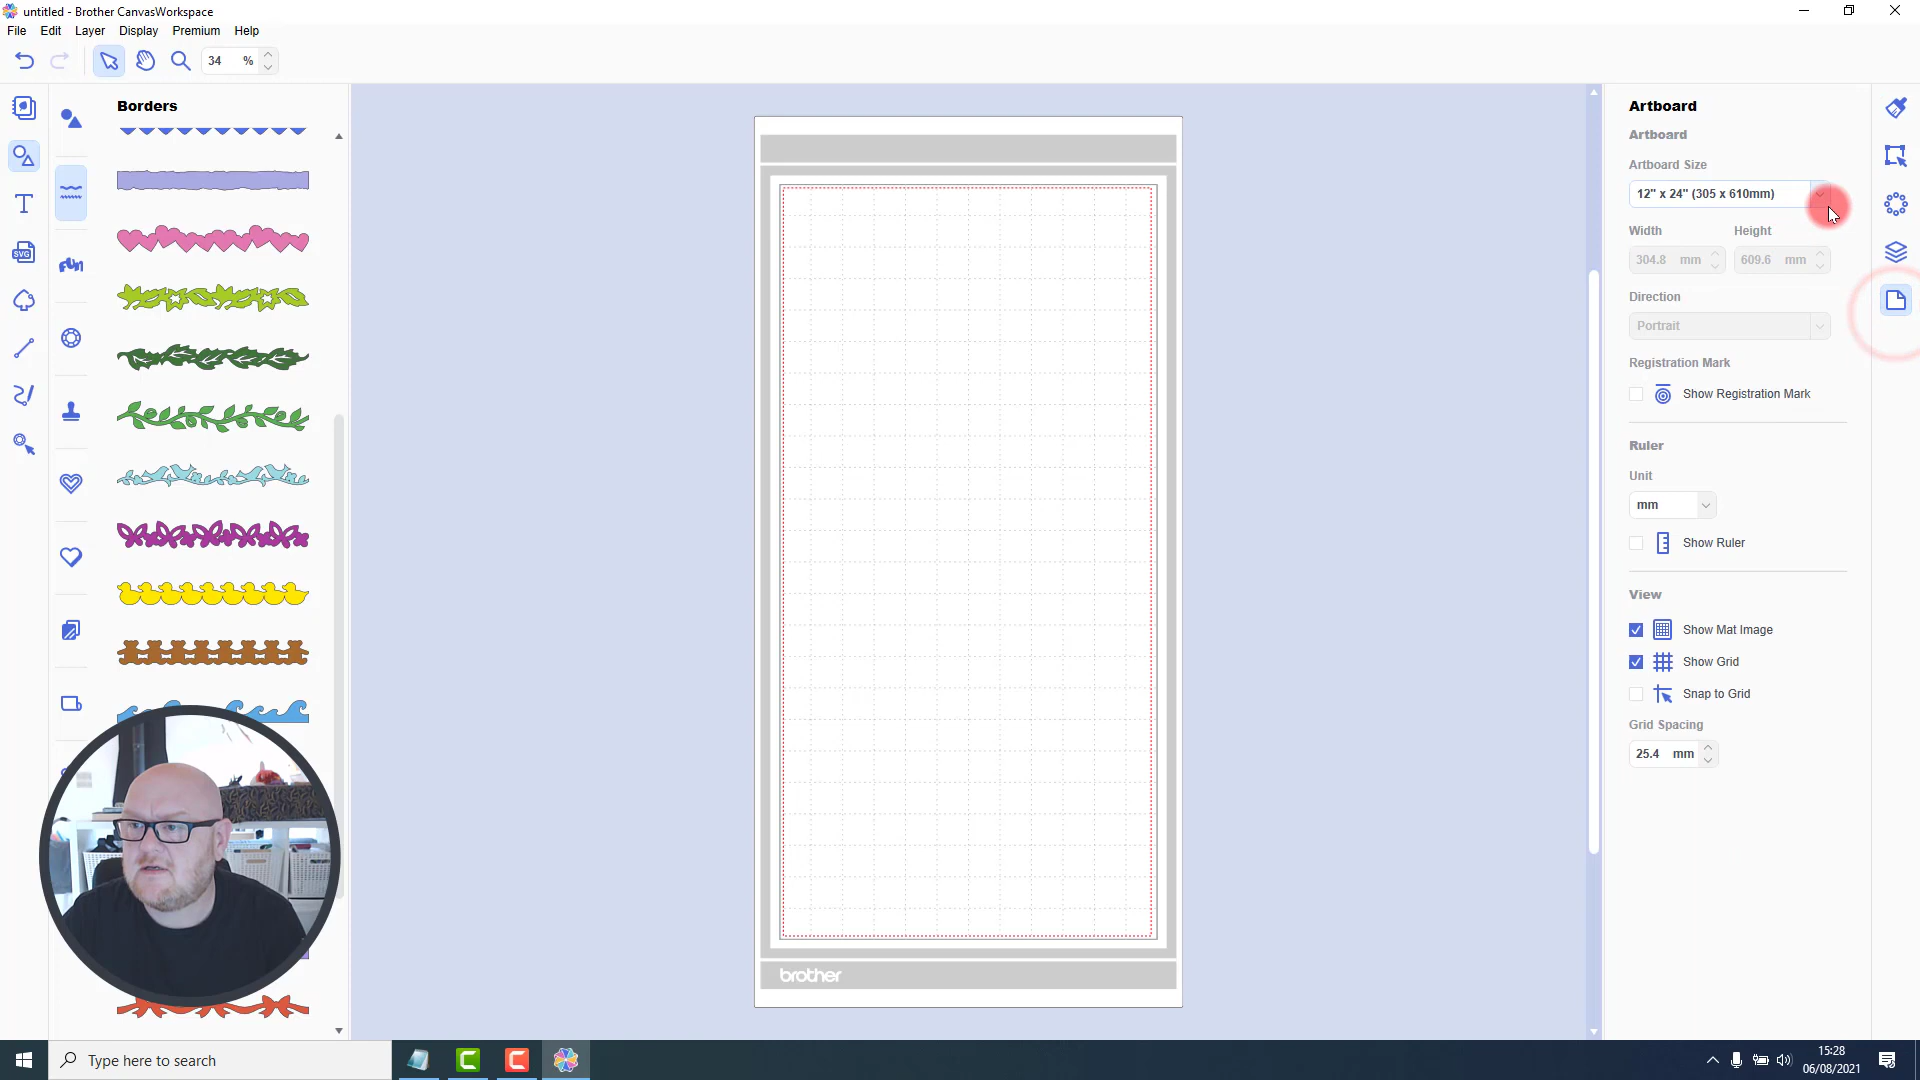 untitled - Brother CanvasWorkspace
File Edit Layer Display Premium Help
34 %
Borders
SVG
Fun
brother
Artboard
Artboard
Artboard Size
12" x 24" (305 x 610mm)
Width Height
304.8 mm 609.6 mm
Direction
Portrait
Registration Mark
Show Registration Mark
Ruler
Unit
mm
Show Ruler
View
Show Mat Image
Show Grid
Snap to Grid
Grid Spacing
25.4 mm
Type here to search
15:28
06/08/2021